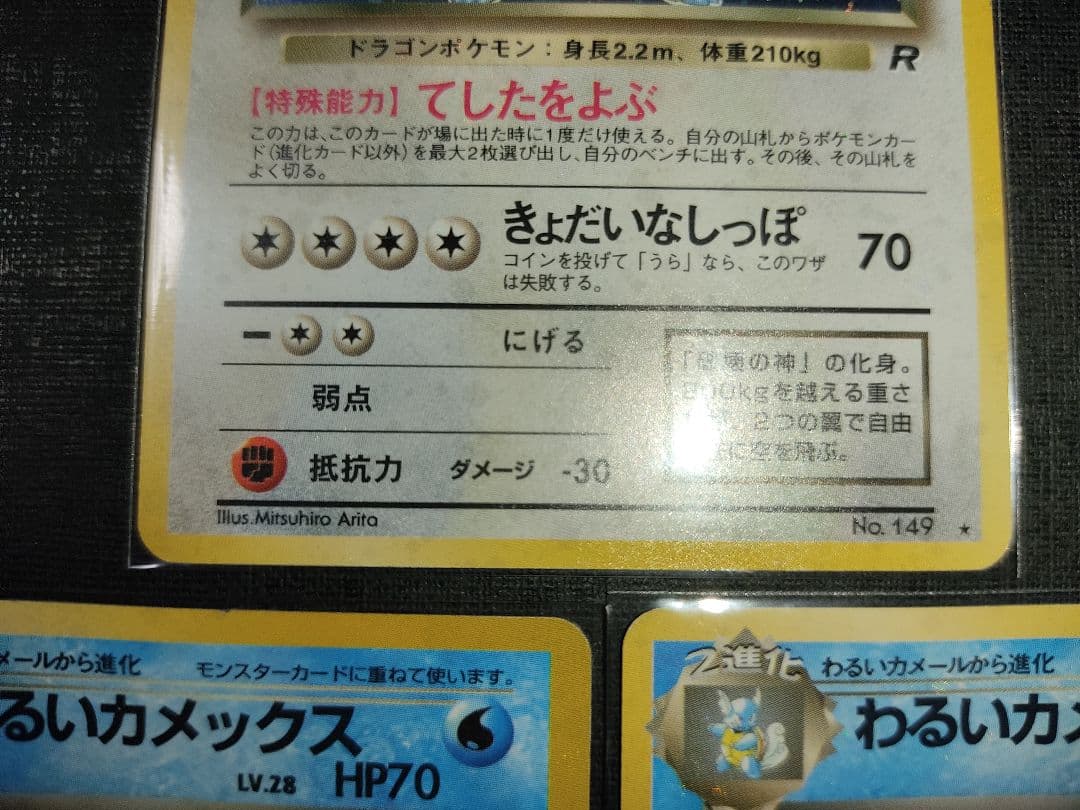 ドラゴンポケモン：身長2.2m、体重210kg
R
【特殊能力】てしたをよぶ
この力は、このカードが場に出た時に1度だけ使える。自分の山札からポケモンカー
ド(進化カード以外)を最大2枚選び出し、自分のベンチに出す。その後、その山札を
よく切る。
きょだいなしっぽ 70
コインを投げて「うら」なら、このワザ
は失敗する。
にげる
弱点
抵抗力 ダメージ -30
「破壊の神」の化身。
kgを越える重さ
2つの翼で自由
に空を飛ぶ。
Illus.Mitsuhiro Arita
No. 149 ★
メールから進化 モンスターカードに重ねて使います。
るいカメックス
LV.28 HP70
2進化 わるいカメールから進化
わるいカメ